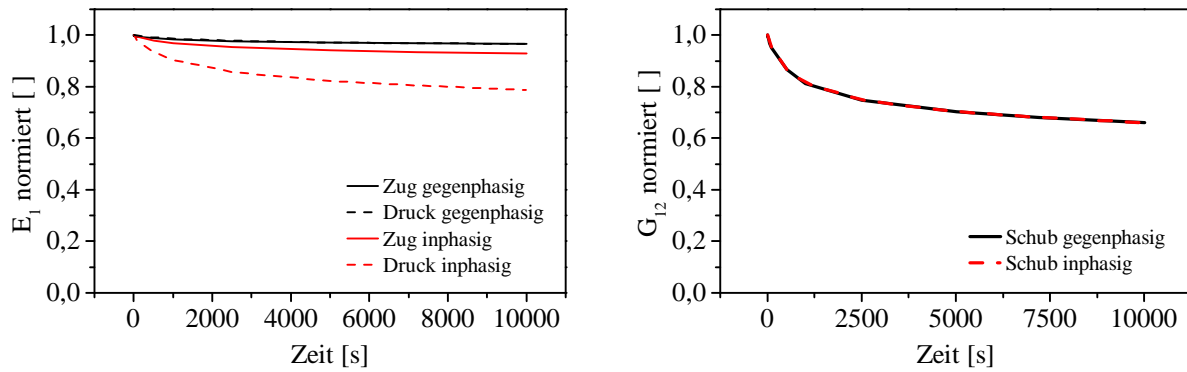 1,0
0,8
0,6
0,4
0,2
0,0
E1 normiert [ ]
Zug gegenphasig
Druck gegenphasig
Zug inphasig
Druck inphasig
0 2000 4000 6000 8000 10000
Zeit [s]
1,0
0,8
0,6
0,4
0,2
0,0
G12 normiert [ ]
Schub gegenphasig
Schub inphasig
0 2500 5000 7500 10000
Zeit [s]